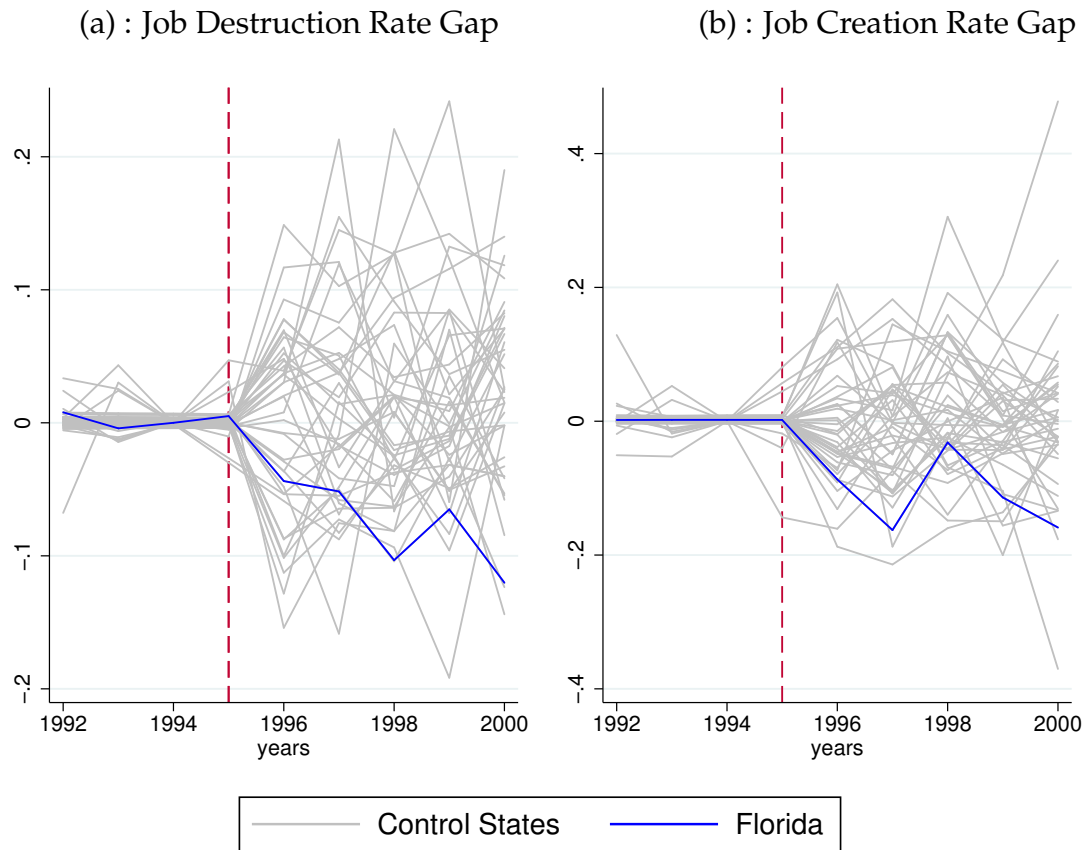 (a) : Job Destruction Rate Gap
(b) : Job Creation Rate Gap
.2
.1
0
-.1
-.2
1992 1994 1996 1998 2000
years
.4
.2
0
-.2
-.4
1992 1994 1996 1998 2000
years
Control States Florida